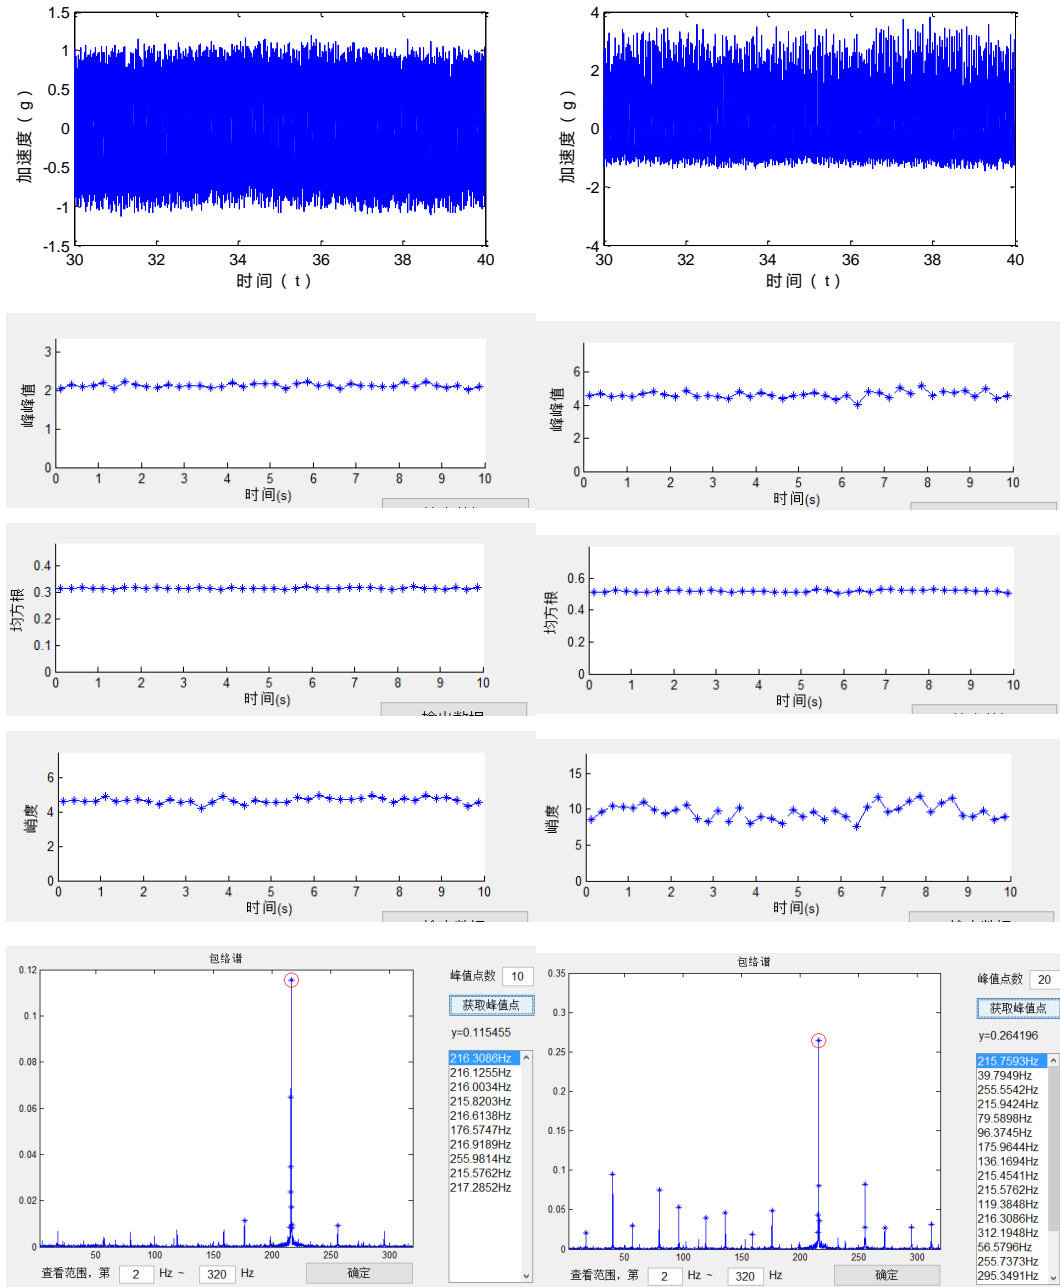 加速度 ( g )
1.5
1
0.5
0
-0.5
-1
-1.5
30 32 34 36 38 40
时间 ( t )
加速度 ( g )
4
2
0
-2
-4
30 32 34 36 38 40
时间 ( t )
峰峰值
3
2
1
0
0 1 2 3 4 5 6 7 8 9 10
时间(s)
峰峰值
6
4
2
0
0 1 2 3 4 5 6 7 8 9 10
时间(s)
均方根
0.4
0.3
0.2
0.1
0
0 1 2 3 4 5 6 7 8 9 10
时间(s)
均方根
0.6
0.4
0.2
0
0 1 2 3 4 5 6 7 8 9 10
时间(s)
峭度
6
4
2
0
0 1 2 3 4 5 6 7 8 9 10
时间(s)
峭度
15
10
5
0
0 1 2 3 4 5 6 7 8 9 10
时间(s)
包络谱
0.12
0.1
0.08
0.06
0.04
0.02
0
50 100 150 200 250 300
峰值点数 10
获取峰值点
y=0.115455
216.3086Hz
216.1255Hz
216.0034Hz
215.8203Hz
216.6138Hz
176.5747Hz
216.9189Hz
255.9814Hz
215.5762Hz
217.2852Hz
查看范围，第 2 Hz ~ 320 Hz 确定
包络谱
0.35
0.3
0.25
0.2
0.15
0.1
0.05
0
50 100 150 200 250 300
峰值点数 20
获取峰值点
y=0.264196
215.7593Hz
39.7949Hz
255.5542Hz
215.9424Hz
79.5898Hz
96.3745Hz
175.9644Hz
136.1694Hz
215.4541Hz
215.5762Hz
119.3848Hz
216.3086Hz
312.1948Hz
56.5796Hz
255.7373Hz
295.3491Hz
查看范围，第 2 Hz ~ 320 Hz 确定